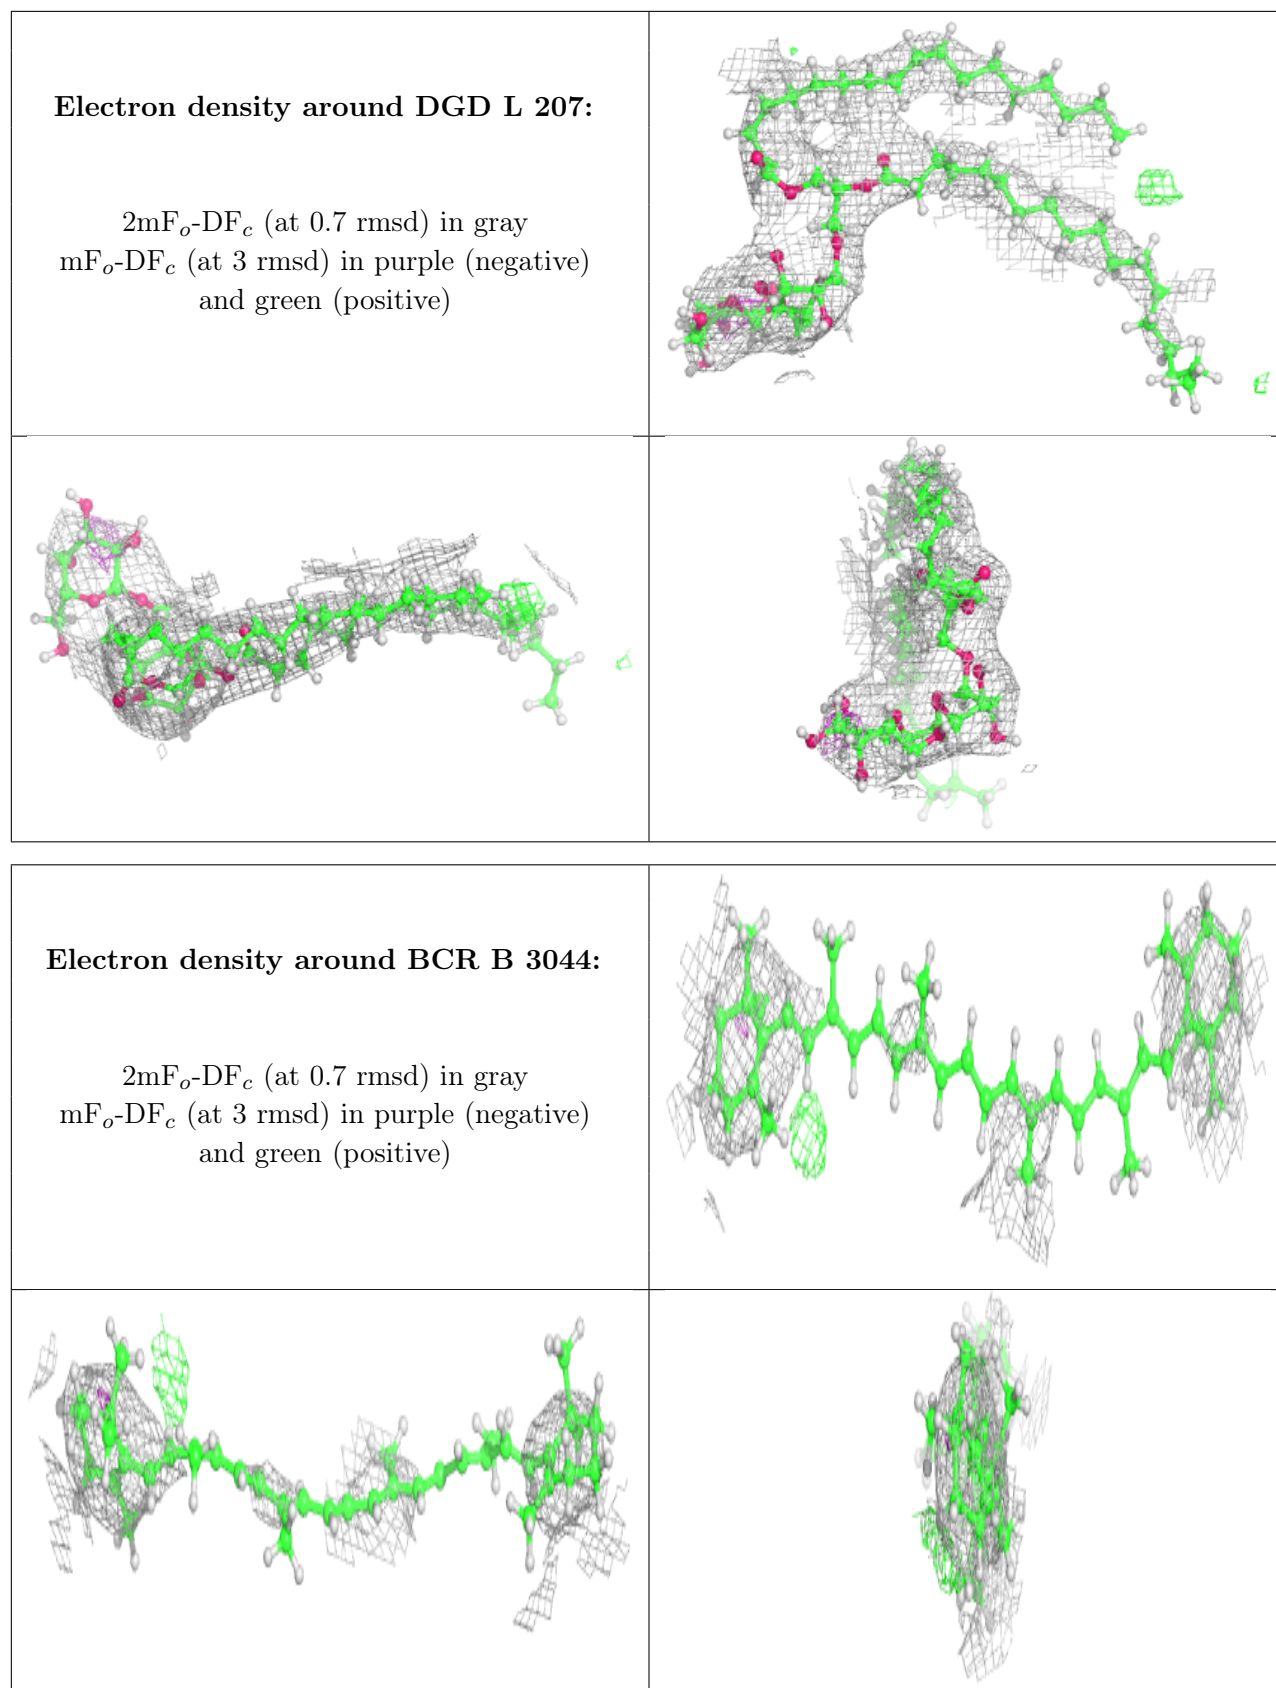 Electron density around DGD L 207:
2mFo-DFc (at 0.7 rmsd) in gray
mFo-DFc (at 3 rmsd) in purple (negative)
and green (positive)
Electron density around BCR B 3044:
2mFo-DFc (at 0.7 rmsd) in gray
mFo-DFc (at 3 rmsd) in purple (negative)
and green (positive)